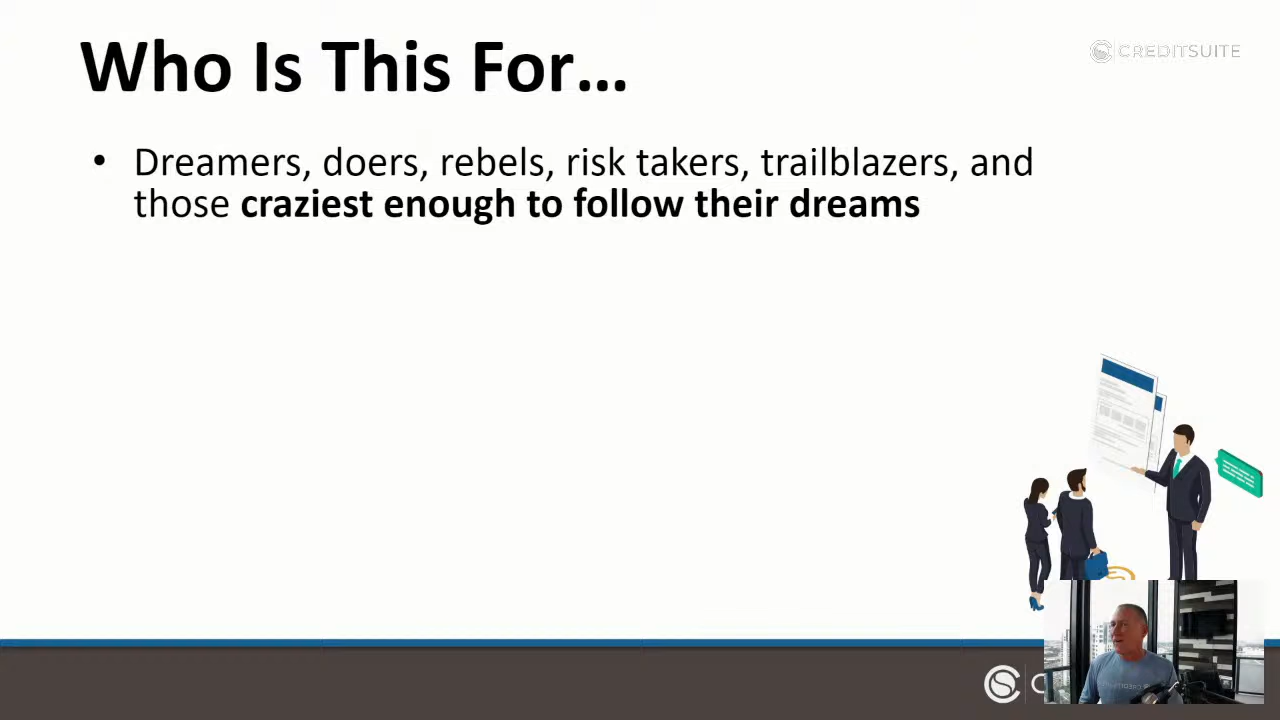 Who Is This For...
CREDITSUITE
• Dreamers, doers, rebels, risk takers, trailblazers, and
those craziest enough to follow their dreams